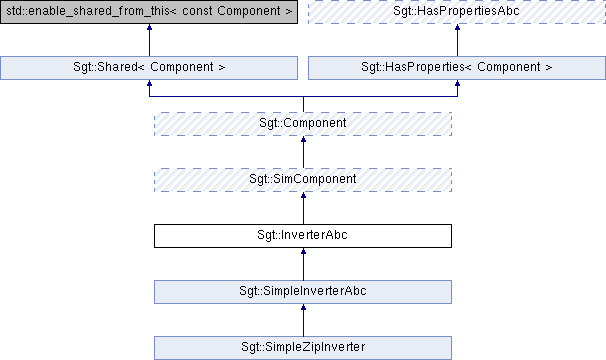 std::enable_shared_from_this< const Component >
Sgt::HasPropertiesAbc
Sgt::Shared< Component >
Sgt::HasProperties< Component >
Sgt::Component
Sgt::SimComponent
Sgt::InverterAbc
Sgt::SimpleInverterAbc
Sgt::SimpleZipInverter